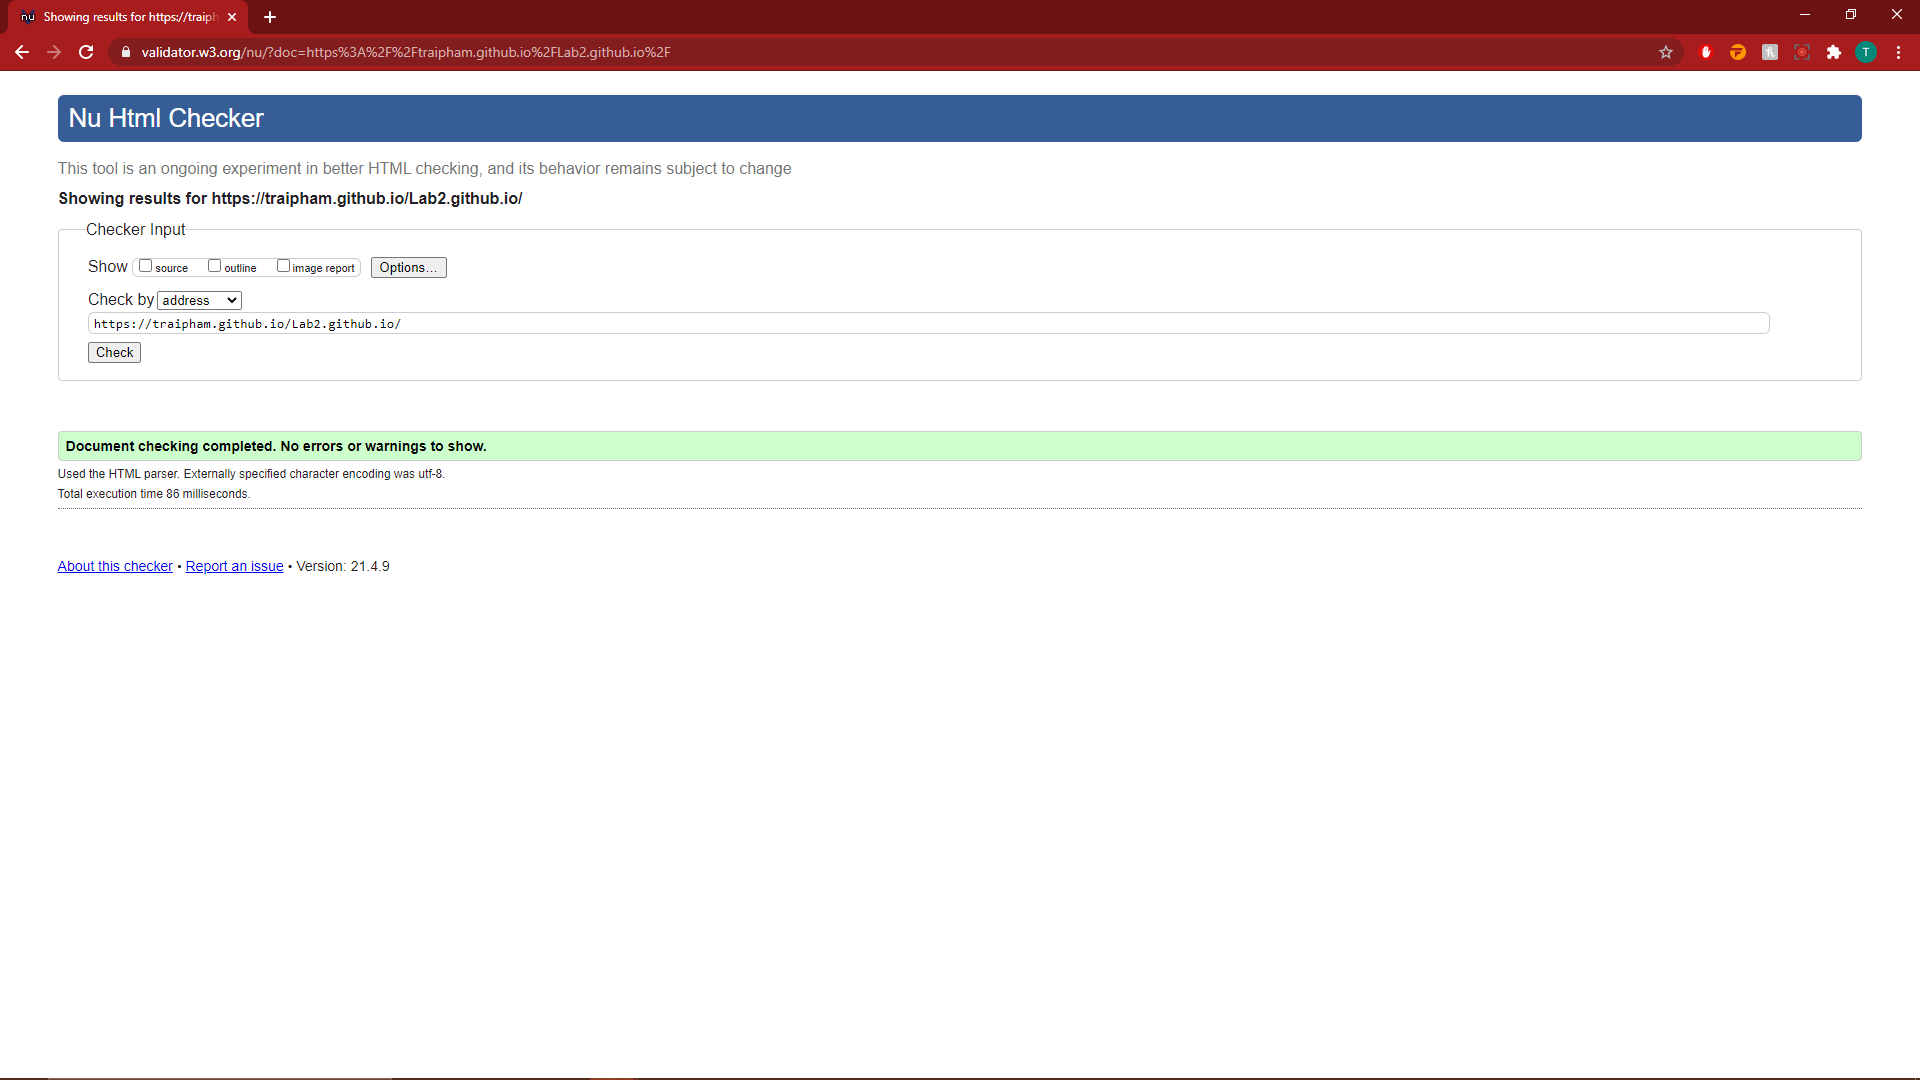 nu Showing results for https://traiph
validator.w3.org/nu/?doc=https%3A%2F%2Ftraipham.github.io%2FLab2.github.io%2F
T
Nu Html Checker
This tool is an ongoing experiment in better HTML checking, and its behavior remains subject to change
Showing results for https://traipham.github.io/Lab2.github.io/
Checker Input
Show source outline image report Options...
Check by address
https://traipham.github.io/Lab2.github.io/
Check
Document checking completed. No errors or warnings to show.
Used the HTML parser. Externally specified character encoding was utf-8.
Total execution time 86 milliseconds.
About this checker • Report an issue • Version: 21.4.9